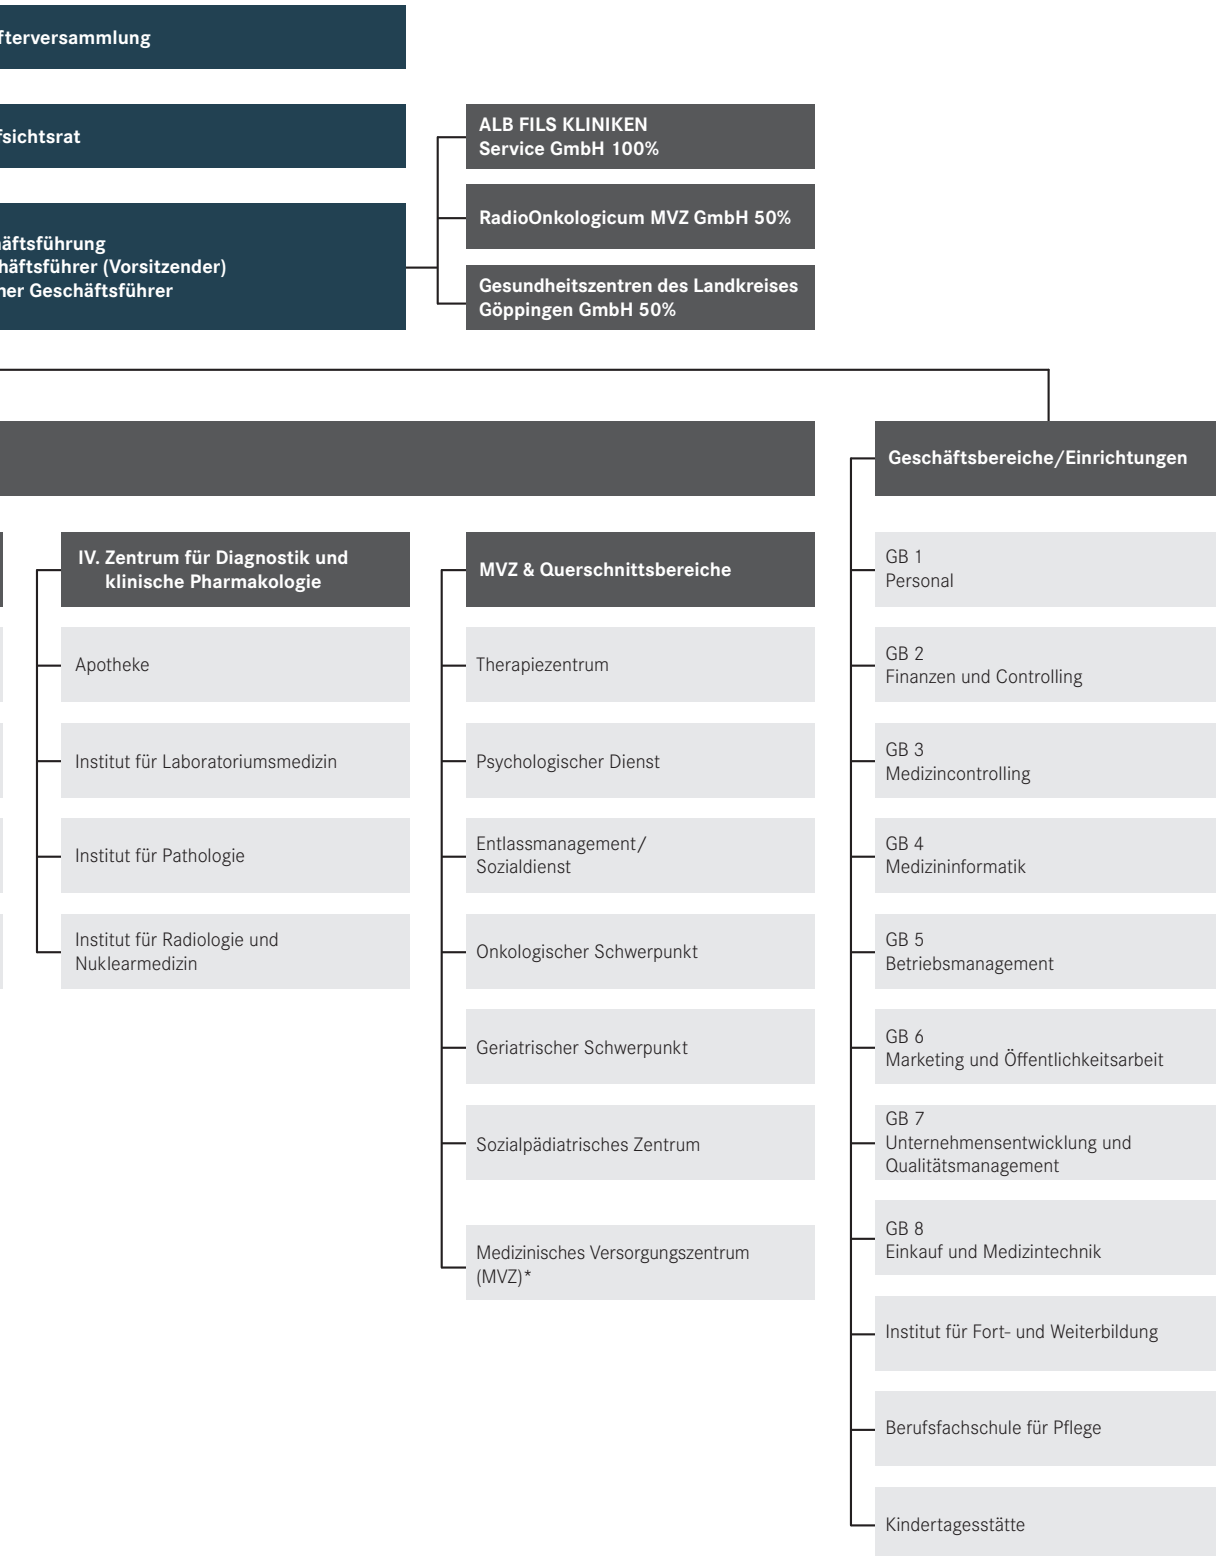 fterversammlung
fsichtsrat
äftsführung
häftsführer (Vorsitzender)
her Geschäftsführer
ALB FILS KLINIKEN
Service GmbH 100%
RadioOnkologicum MVZ GmbH 50%
Gesundheitszentren des Landkreises
Göppingen GmbH 50%
IV. Zentrum für Diagnostik und
klinische Pharmakologie
Apotheke
Institut für Laboratoriumsmedizin
Institut für Pathologie
Institut für Radiologie und
Nuklearmedizin
MVZ & Querschnittsbereiche
Therapiezentrum
Psychologischer Dienst
Entlassmanagement/
Sozialdienst
Onkologischer Schwerpunkt
Geriatrischer Schwerpunkt
Sozialpädiatrisches Zentrum
Medizinisches Versorgungszentrum
(MVZ)*
Geschäftsbereiche/Einrichtungen
GB 1
Personal
GB 2
Finanzen und Controlling
GB 3
Medizincontrolling
GB 4
Medizininformatik
GB 5
Betriebsmanagement
GB 6
Marketing und Öffentlichkeitsarbeit
GB 7
Unternehmensentwicklung und
Qualitätsmanagement
GB 8
Einkauf und Medizintechnik
Institut für Fort- und Weiterbildung
Berufsfachschule für Pflege
Kindertagesstätte